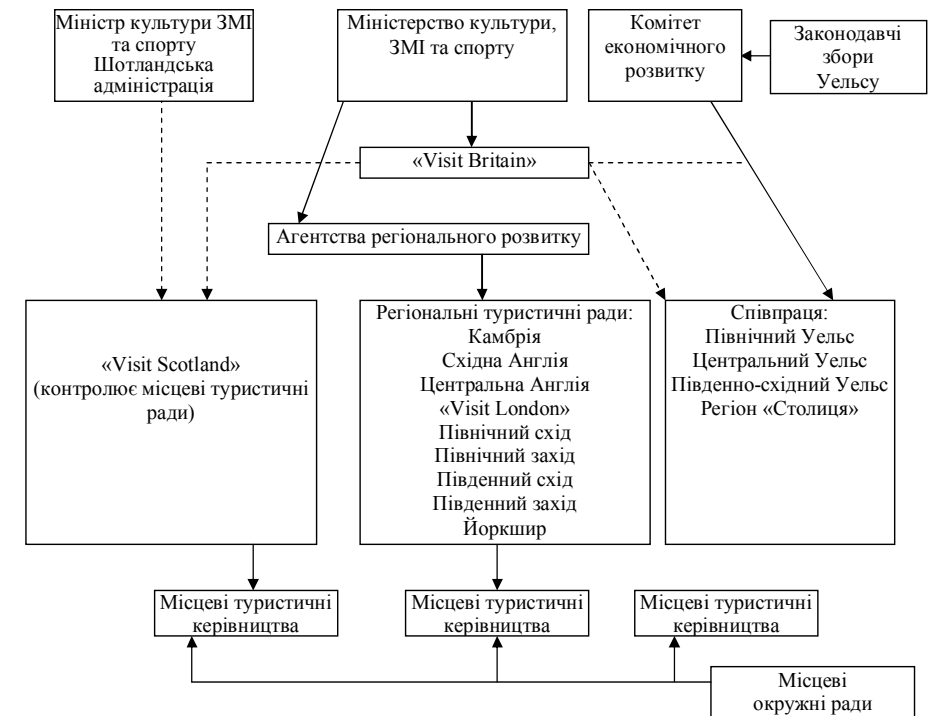 Міністр культури ЗМІ
та спорту
Шотландська
адміністрація
Міністерство культури,
ЗМІ та спорту
Комітет
економічного
розвитку
Законодавчі
збори
Уельсу
«Visit Britain»
Агентства регіонального розвитку
«Visit Scotland»
(контролює місцеві туристичні
ради)
Регіональні туристичні ради:
Камбрія
Східна Англія
Центральна Англія
«Visit London»
Північний схід
Північний захід
Південний схід
Південний захід
Йоркшир
Співпраця:
Північний Уельс
Центральний Уельс
Південно-східний Уельс
Регіон «Столиця»
Місцеві туристичні
керівництва
Місцеві туристичні
керівництва
Місцеві туристичні
керівництва
Місцеві
окружні ради